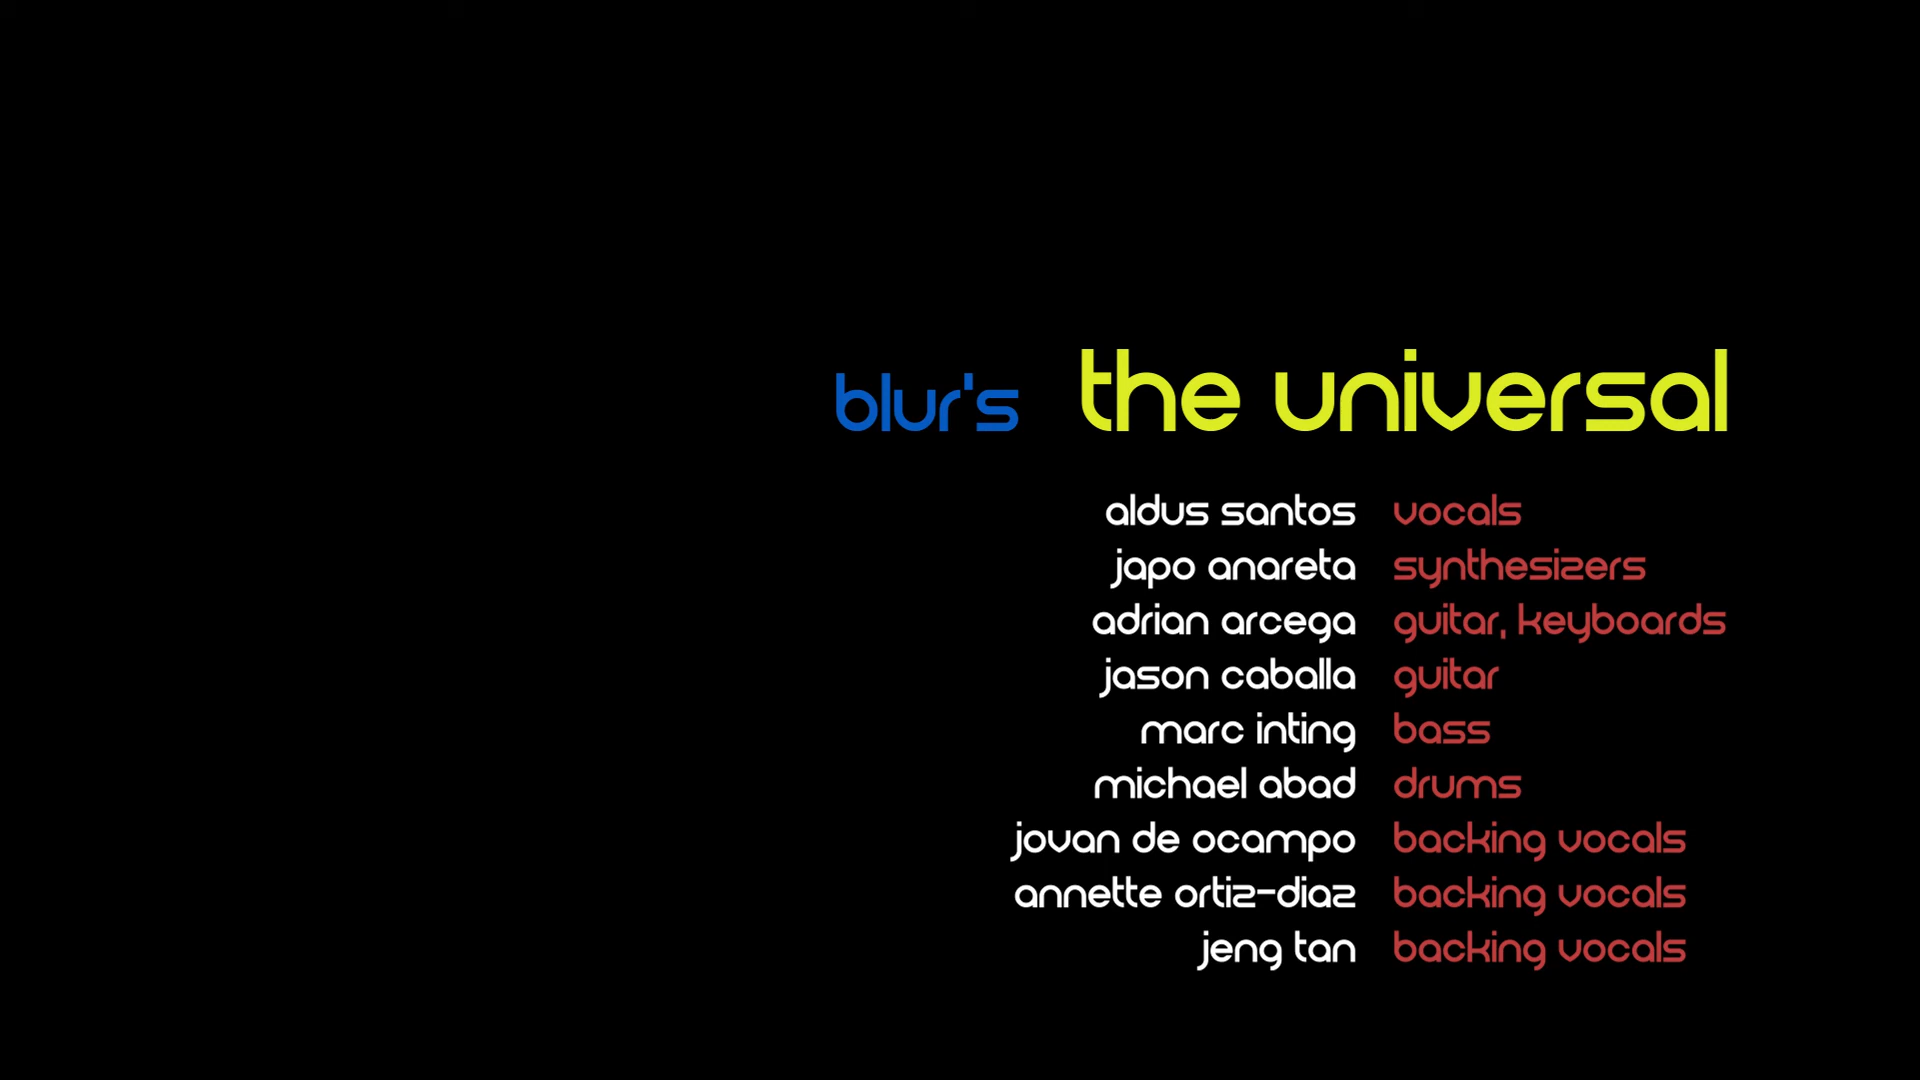 blur's the universal
aldus santos vocals
japo anareta synthesizers
adrian arcega guitar, keyboards
jason caballa guitar
marc inting bass
michael abad drums
jovan de ocampo backing vocals
annette ortiz-diaz backing vocals
jeng tan backing vocals